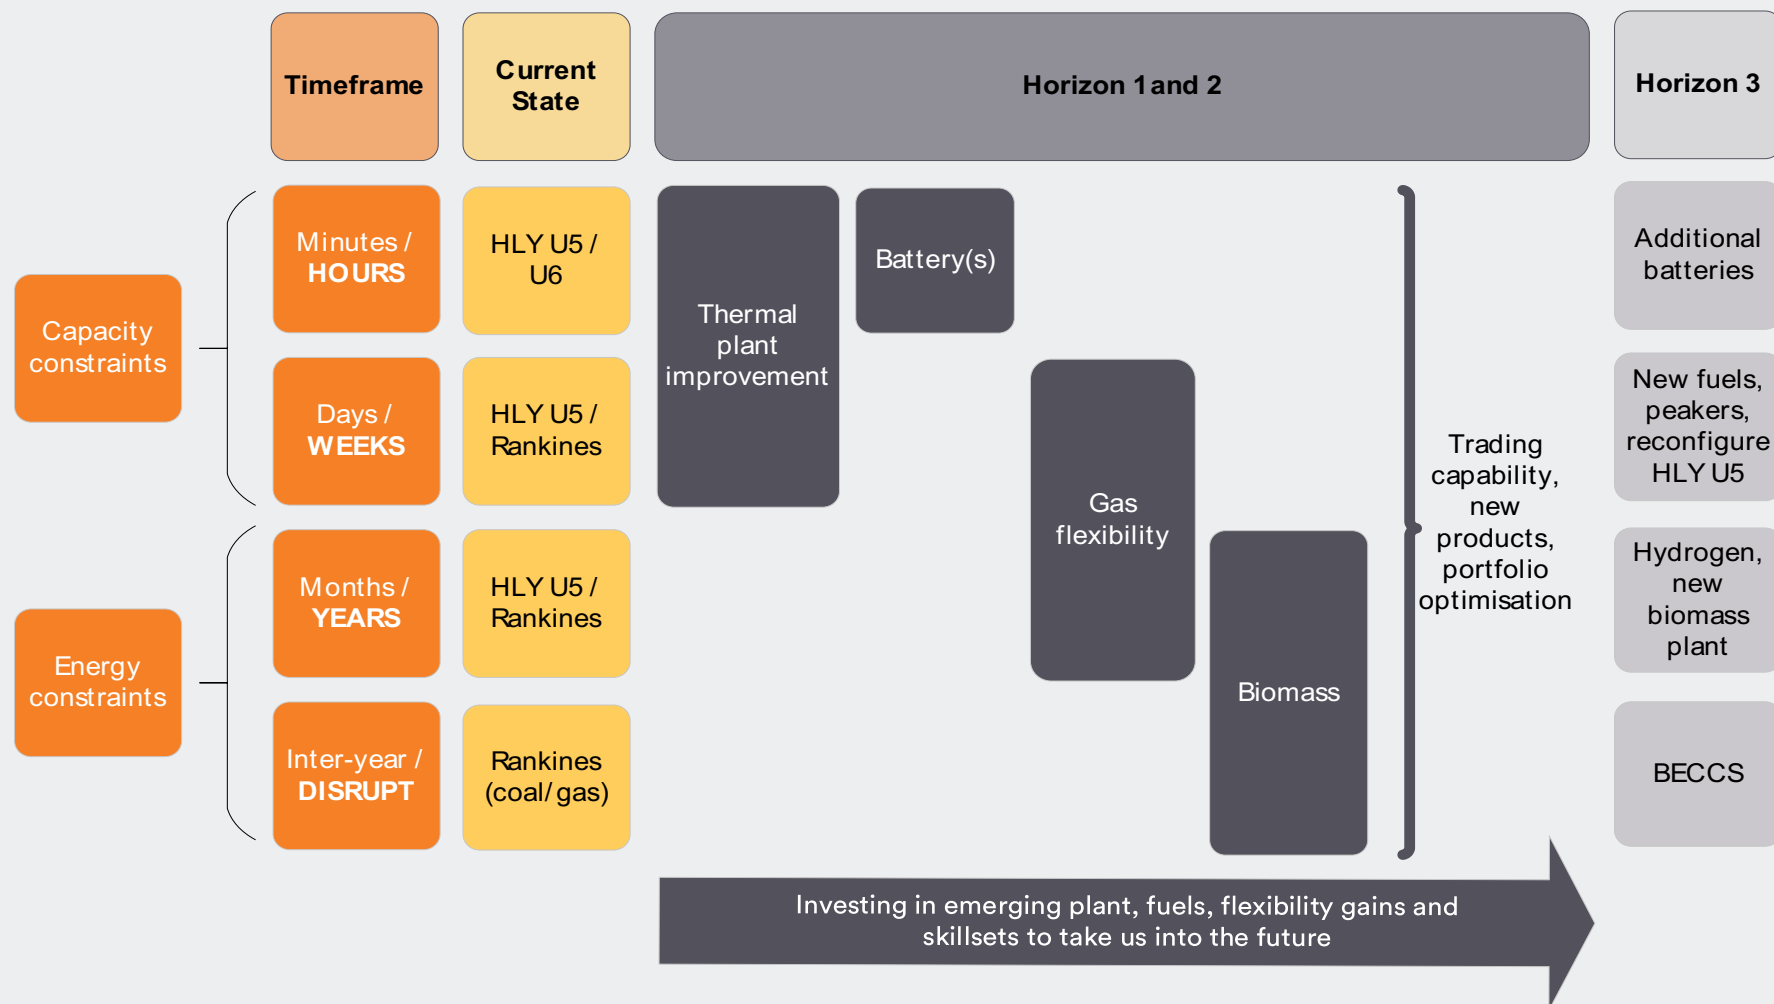 Timeframe
Current
State
Horizon 1 and 2
Horizon 3
Capacity
constraints
Minutes /
HOURS
HLY U5 /
U6
Thermal
plant
improvement
Battery(s)
Additional
batteries
Days /
WEEKS
HLY U5 /
Rankines
Gas
flexibility
Trading
capability,
new
products,
portfolio
optimisation
New fuels,
peakers,
reconfigure
HLY U5
Energy
constraints
Months /
YEARS
HLY U5 /
Rankines
Biomass
Hydrogen,
new
biomass
plant
Inter-year /
DISRUPT
Rankines
(coal/gas)
BECCS
Investing in emerging plant, fuels, flexibility gains and
skillsets to take us into the future